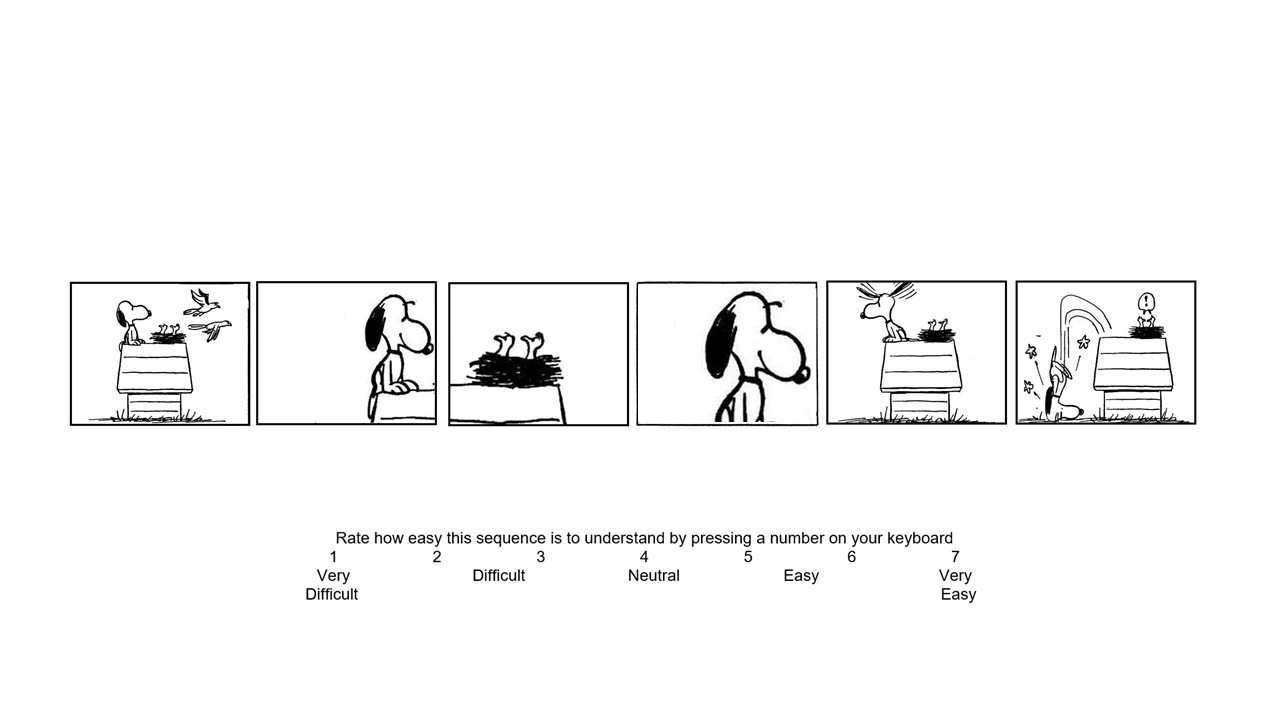 !
Rate how easy this sequence is to understand by pressing a number on your keyboard
1 2 3 4 5 6 7
Very Difficult Neutral Easy Very
Difficult Easy